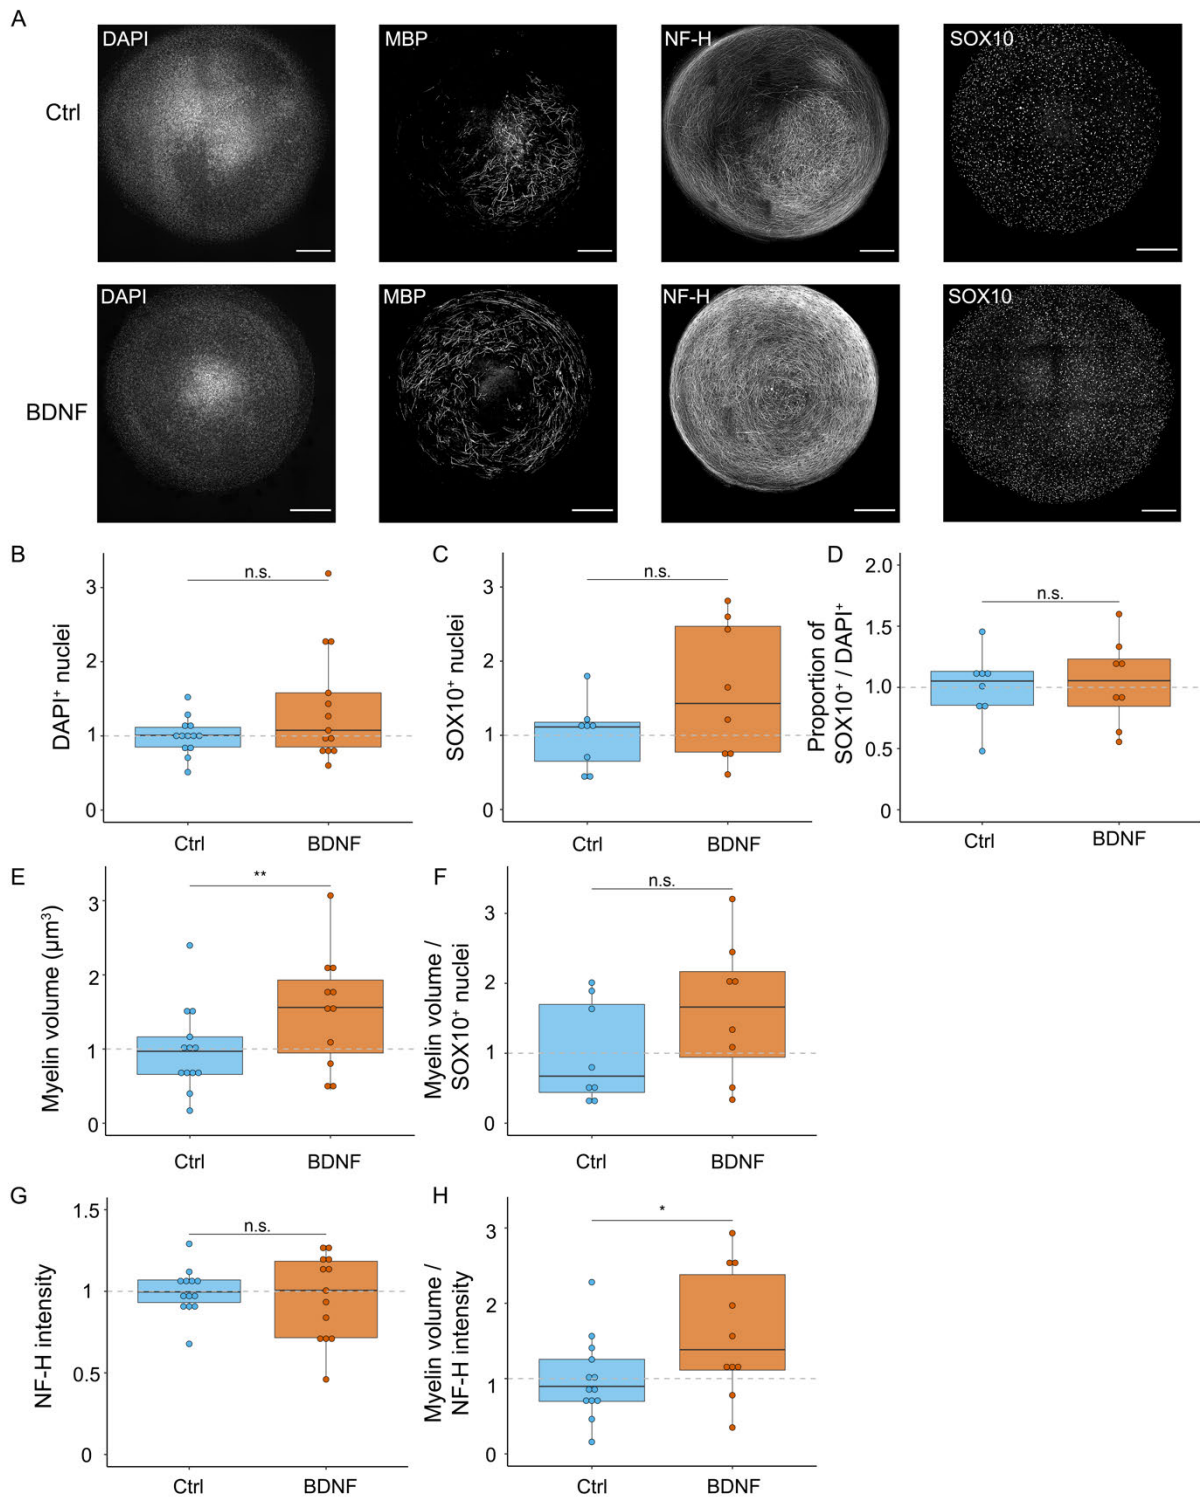 A
DAPI
MBP
NF-H
SOX10
Ctrl
DAPI
MBP
NF-H
SOX10
BDNF
B
DAPI⁺ nuclei
3
2
1
0
n.s.
Ctrl
BDNF
C
SOX10⁺ nuclei
3
2
1
0
n.s.
Ctrl
BDNF
D
Proportion of
SOX10⁺ / DAPI⁺
2.0
1.5
1.0
0.5
0.0
n.s.
Ctrl
BDNF
E
Myelin volume (µm³)
3
2
1
0
**
Ctrl
BDNF
F
Myelin volume /
SOX10⁺ nuclei
3
2
1
0
n.s.
Ctrl
BDNF
G
NF-H intensity
1.5
1
0.5
0
n.s.
Ctrl
BDNF
H
Myelin volume /
NF-H intensity
3
2
1
0
*
Ctrl
BDNF